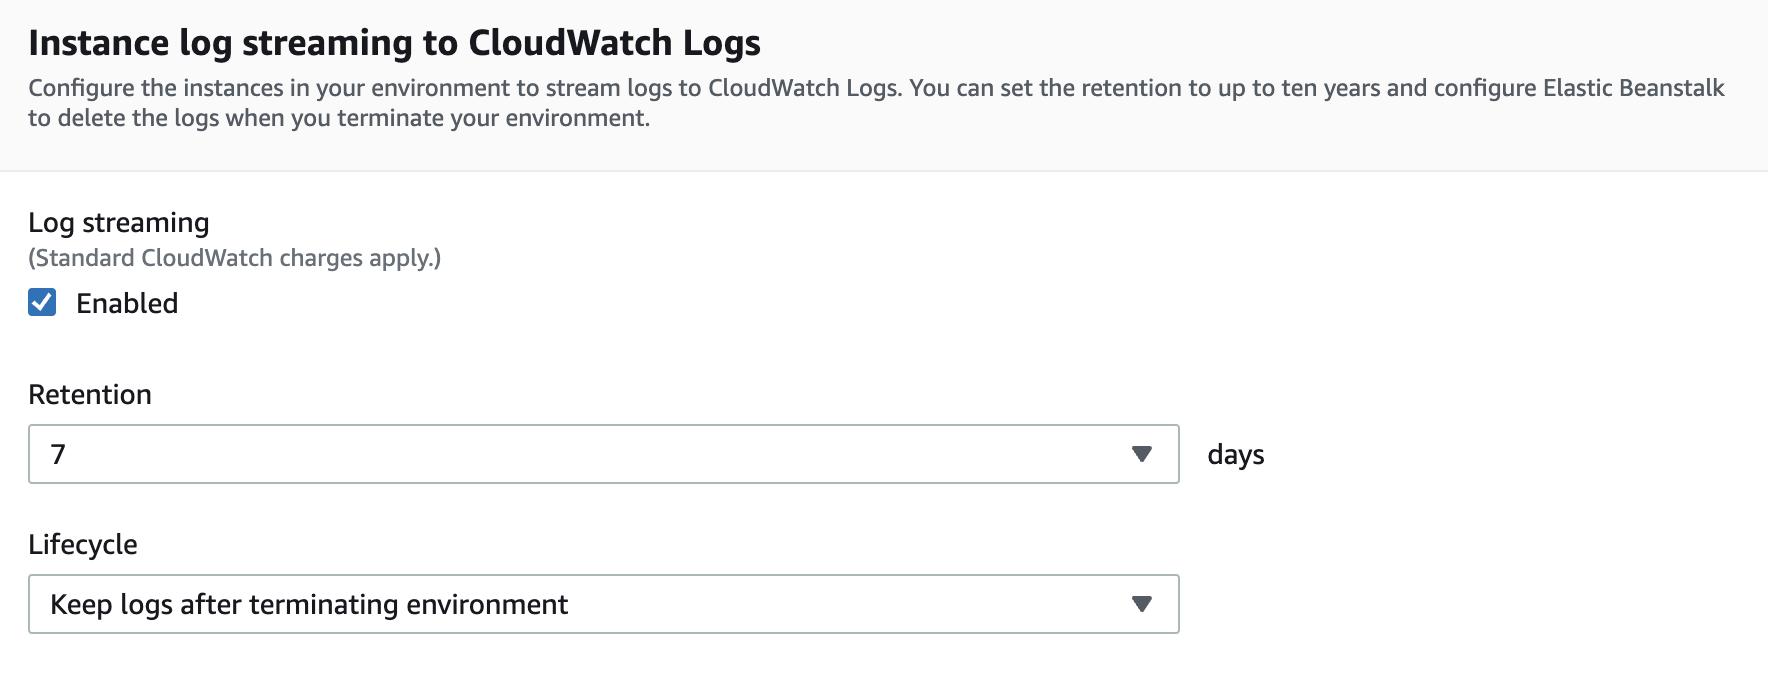 Instance log streaming to CloudWatch Logs
Configure the instances in your environment to stream logs to CloudWatch Logs. You can set the retention to up to ten years and configure Elastic Beanstalk
to delete the logs when you terminate your environment.
Log streaming
(Standard CloudWatch charges apply.)
Enabled
Retention
7
days
Lifecycle
Keep logs after terminating environment